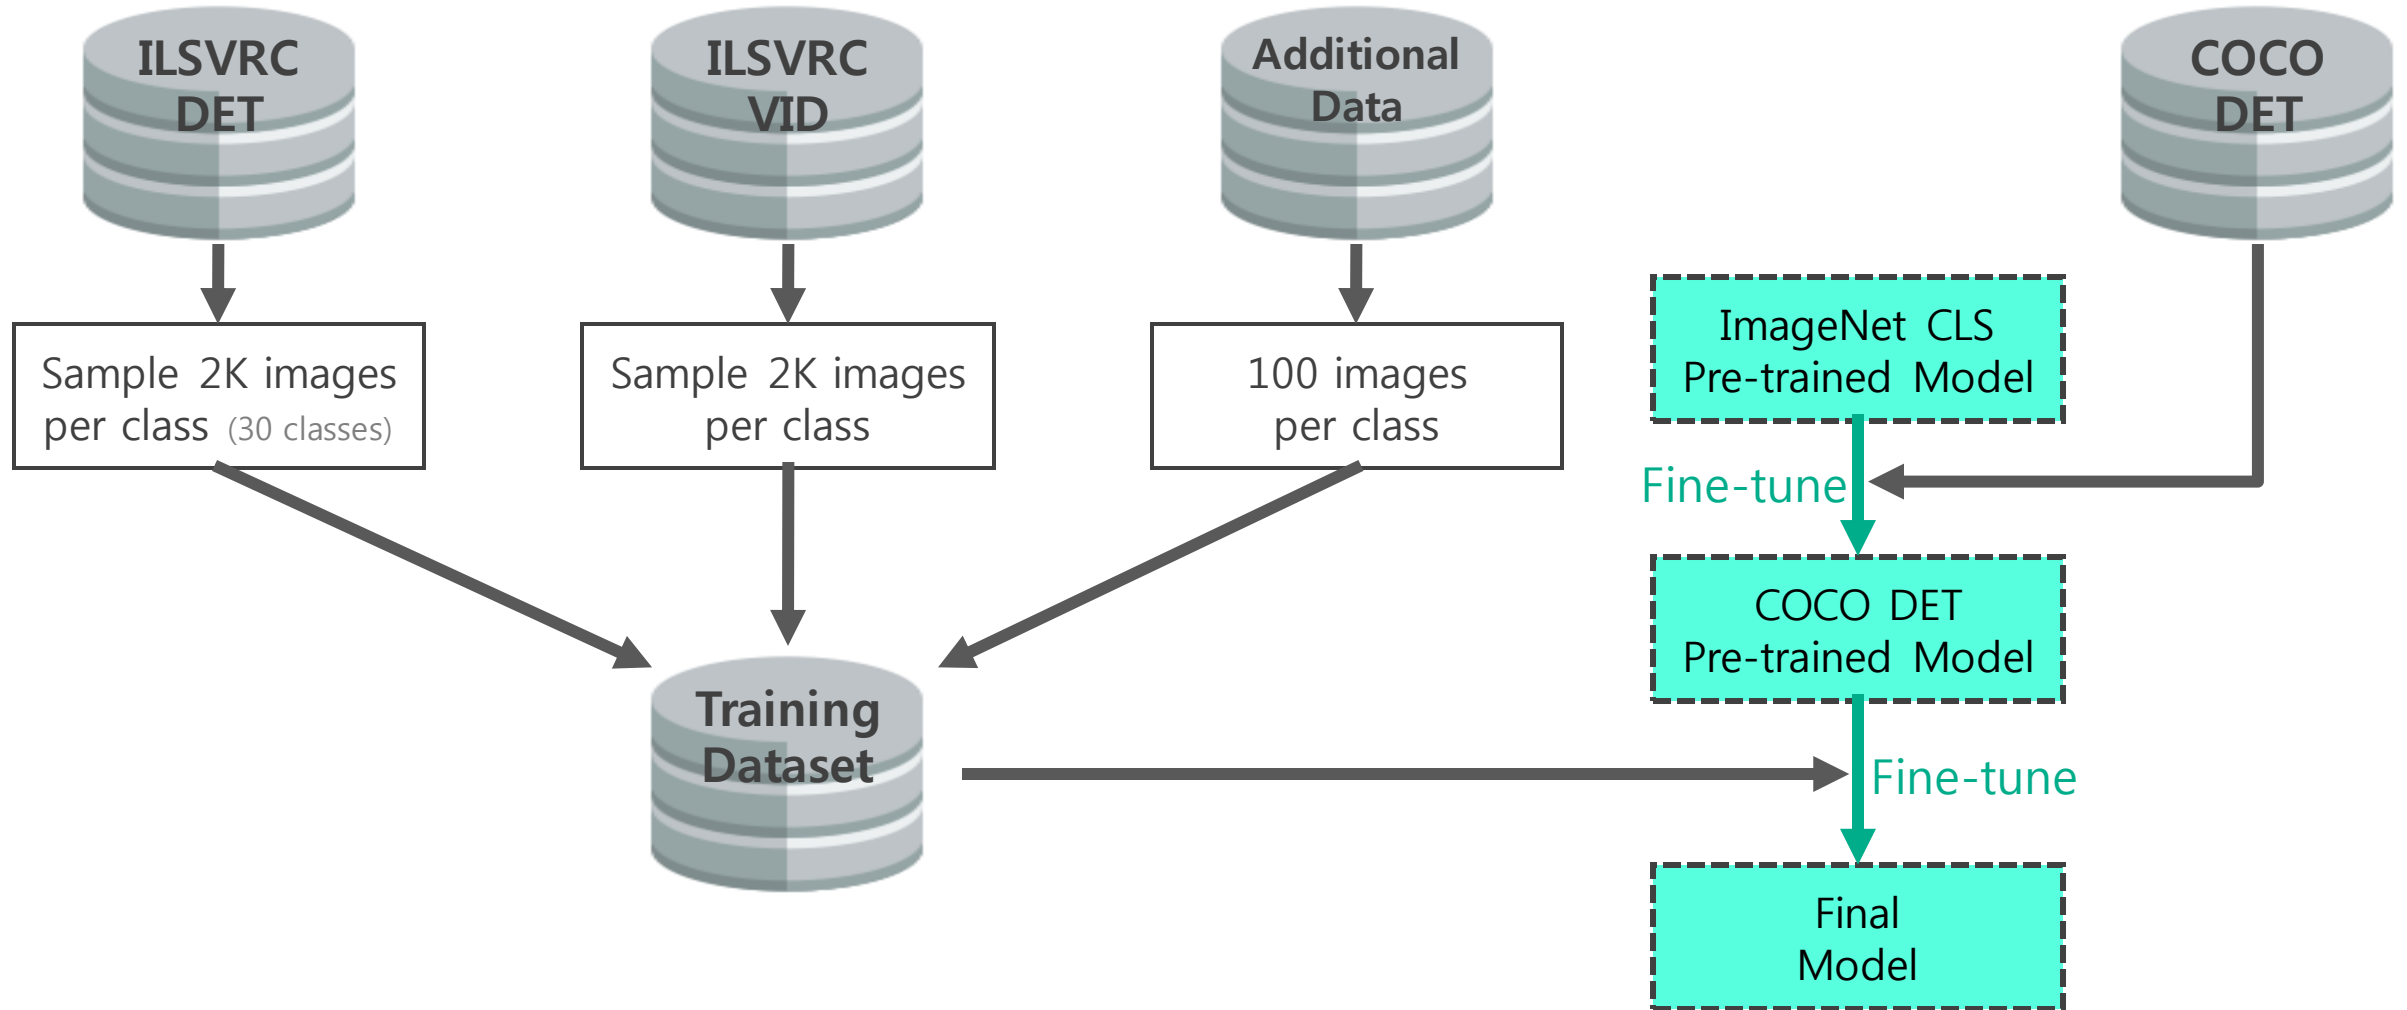 ILSVRC
DET
ILSVRC
VID
Additional
Data
COCO
DET
Sample 2K images
per class (30 classes)
Sample 2K images
per class
100 images
per class
ImageNet CLS
Pre-trained Model
Fine-tune
COCO DET
Pre-trained Model
Training
Dataset
Fine-tune
Final
Model